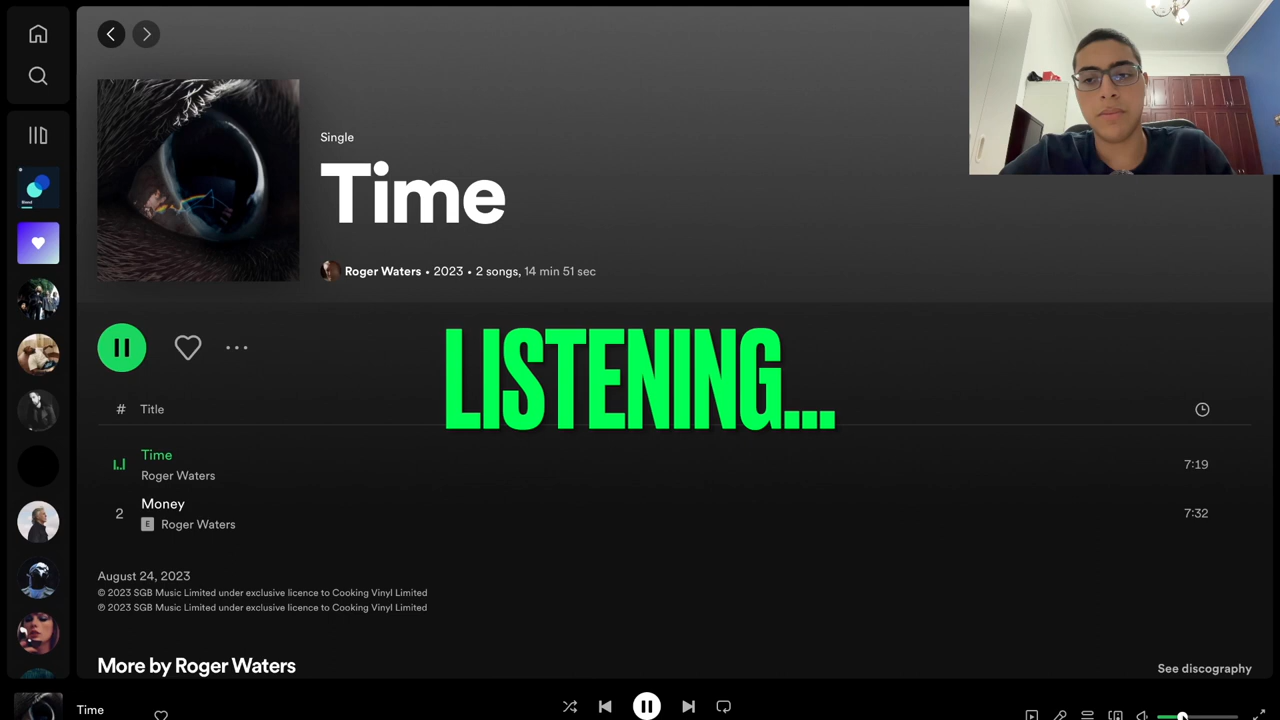 Single
Time
Roger Waters • 2023 • 2 songs, 14 min 51 sec
LISTENING...
# Title
Time
Roger Waters
7:19
2
Money
E Roger Waters
7:32
August 24, 2023
© 2023 SGB Music Limited under exclusive licence to Cooking Vinyl Limited
℗ 2023 SGB Music Limited under exclusive licence to Cooking Vinyl Limited
More by Roger Waters
See discography
Time